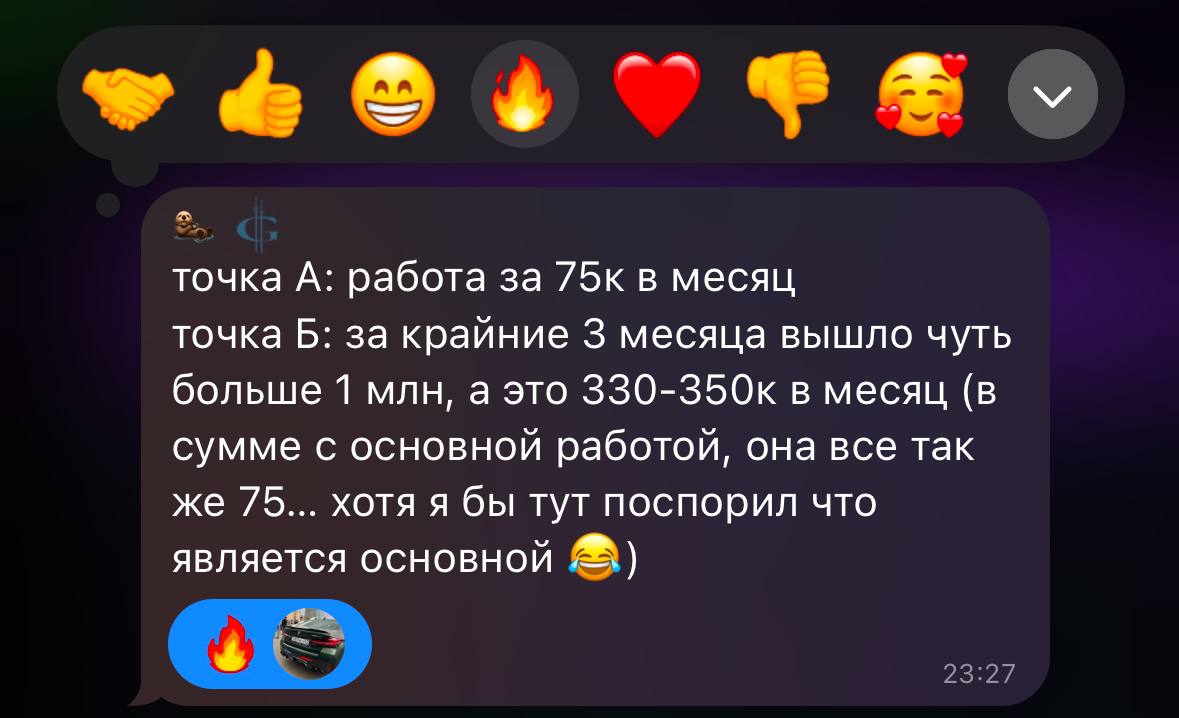 точка А: работа за 75к в месяц
точка Б: за крайние 3 месяца вышло чуть
больше 1 млн, а это 330-350к в месяц (в
сумме с основной работой, она все так
же 75... хотя я бы тут поспорил что
является основной 😂)
23:27